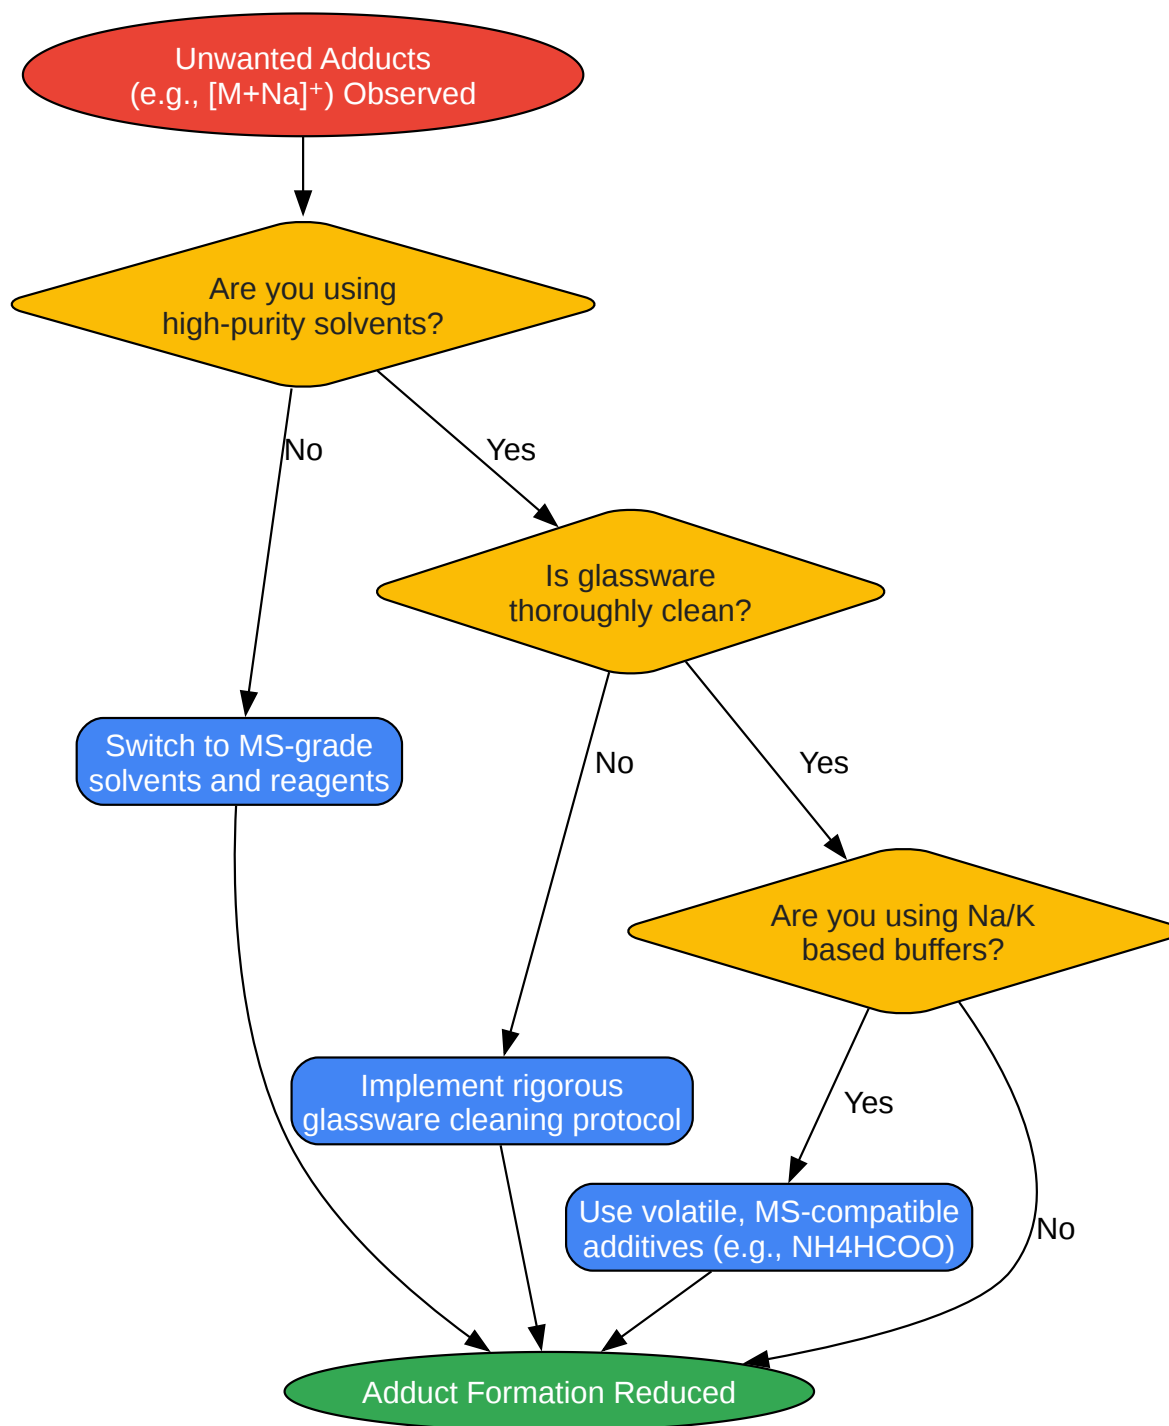 Unwanted Adducts
(e.g., [M+Na]⁺) Observed
Are you using
high-purity solvents?
No
Yes
Is glassware
thoroughly clean?
Switch to MS-grade
solvents and reagents
No
Yes
Are you using Na/K
based buffers?
Implement rigorous
glassware cleaning protocol
Yes
Use volatile, MS-compatible
additives (e.g., NH4HCOO)
No
Adduct Formation Reduced